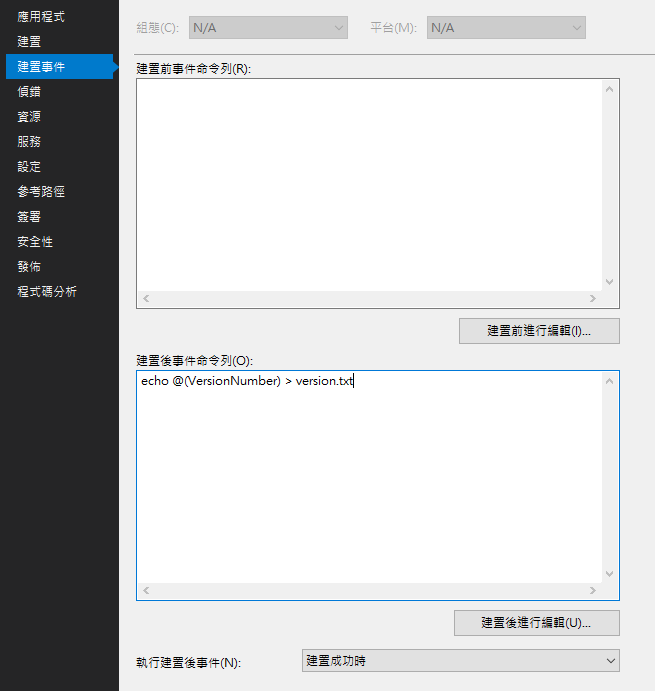 應用程式
建置
建置事件
偵錯
資源
服務
設定
參考路徑
簽署
安全性
發佈
程式碼分析
組態(C): N/A 平台(M): N/A
建置前事件命令列(R):
建置前進行編輯(I)...
建置後事件命令列(O):
echo @(VersionNumber) > version.txt
建置後進行編輯(U)...
執行建置後事件(N): 建置成功時